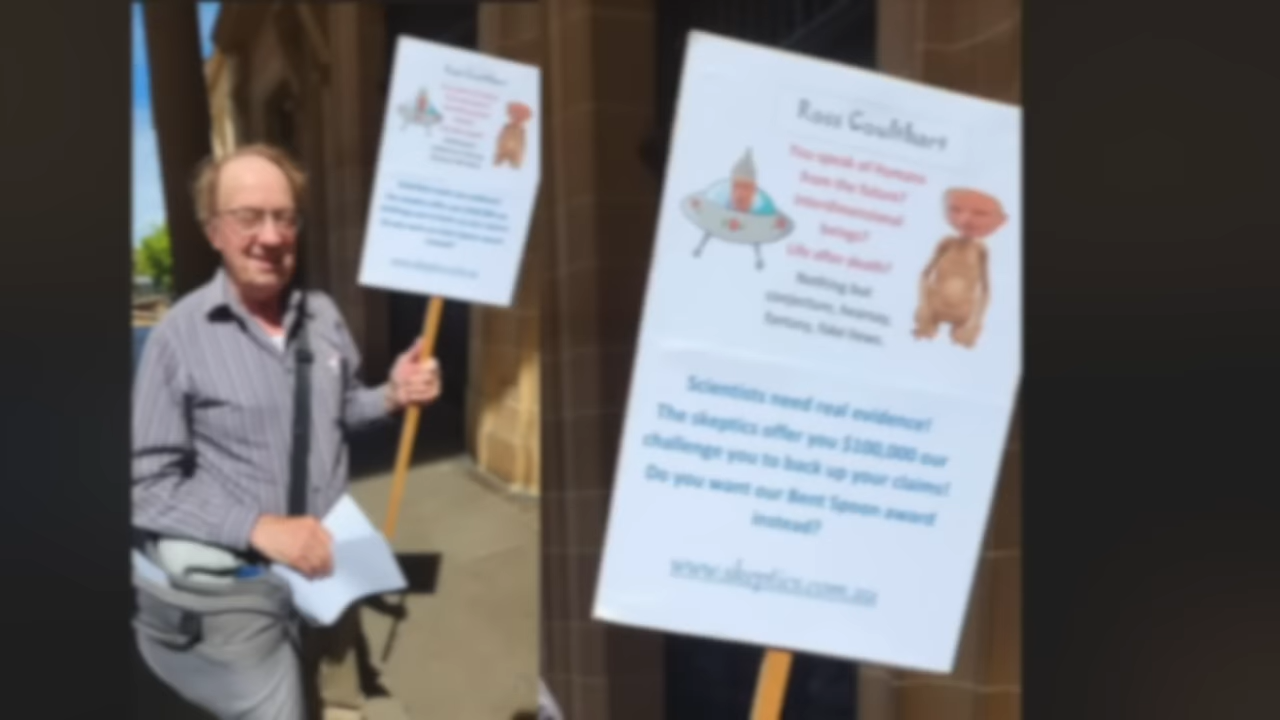 Ross Coulthart
You speak of Humans
from the future?
Interdimensional
beings?
Life after death?
Nothing but
conjecture, hearsay,
fantasy, fake news.
Scientists need real evidence!
The skeptics offer you $100,000 our
challenge you to back up your claims!
Do you want our Bent Spoon award
instead?
www.skeptics.com.au